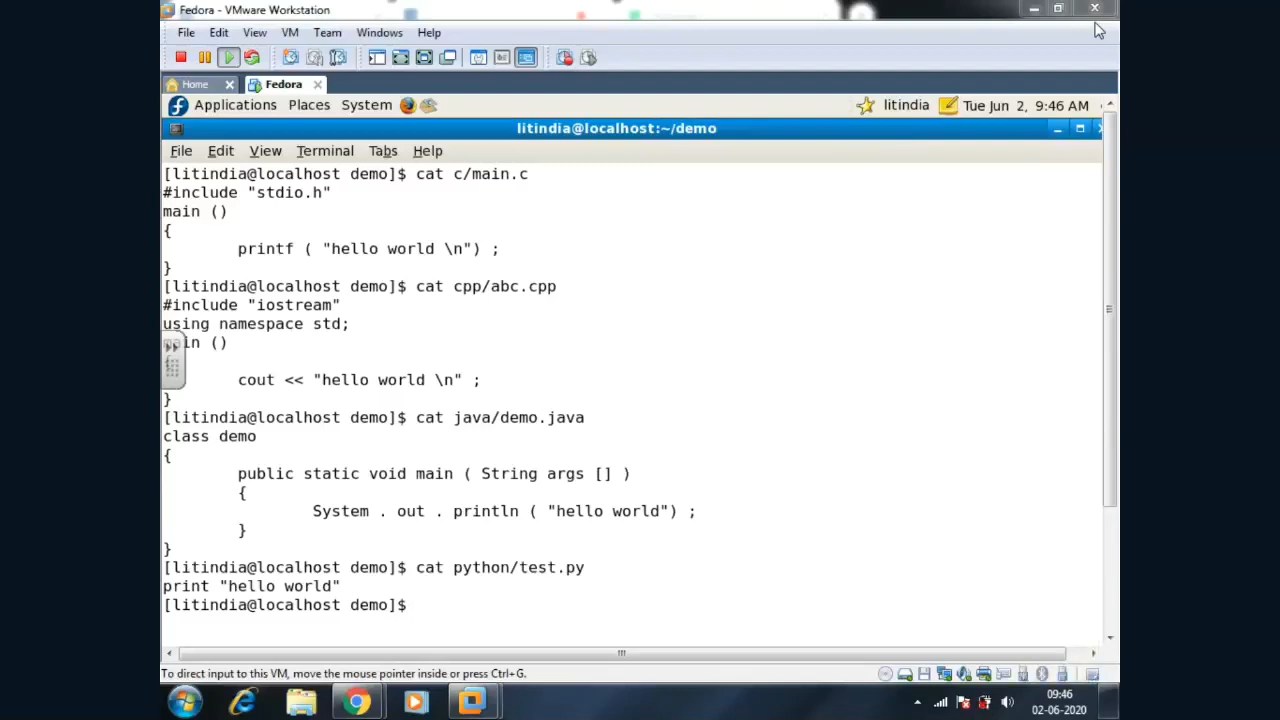 Fedora - VMware Workstation
File Edit View VM Team Windows Help
Home Fedora
Applications Places System litindia Tue Jun 2, 9:46 AM
litindia@localhost:~/demo
File Edit View Terminal Tabs Help
[litindia@localhost demo]$ cat c/main.c
#include "stdio.h"
main ()
{
printf ( "hello world \n") ;
}
[litindia@localhost demo]$ cat cpp/abc.cpp
#include "iostream"
using namespace std;
in ()
cout << "hello world \n" ;
}
[litindia@localhost demo]$ cat java/demo.java
class demo
{
public static void main ( String args [] )
{
System . out . println ( "hello world") ;
}
}
[litindia@localhost demo]$ cat python/test.py
print "hello world"
[litindia@localhost demo]$
To direct input to this VM, move the mouse pointer inside or press Ctrl+G.
09:46
02-06-2020